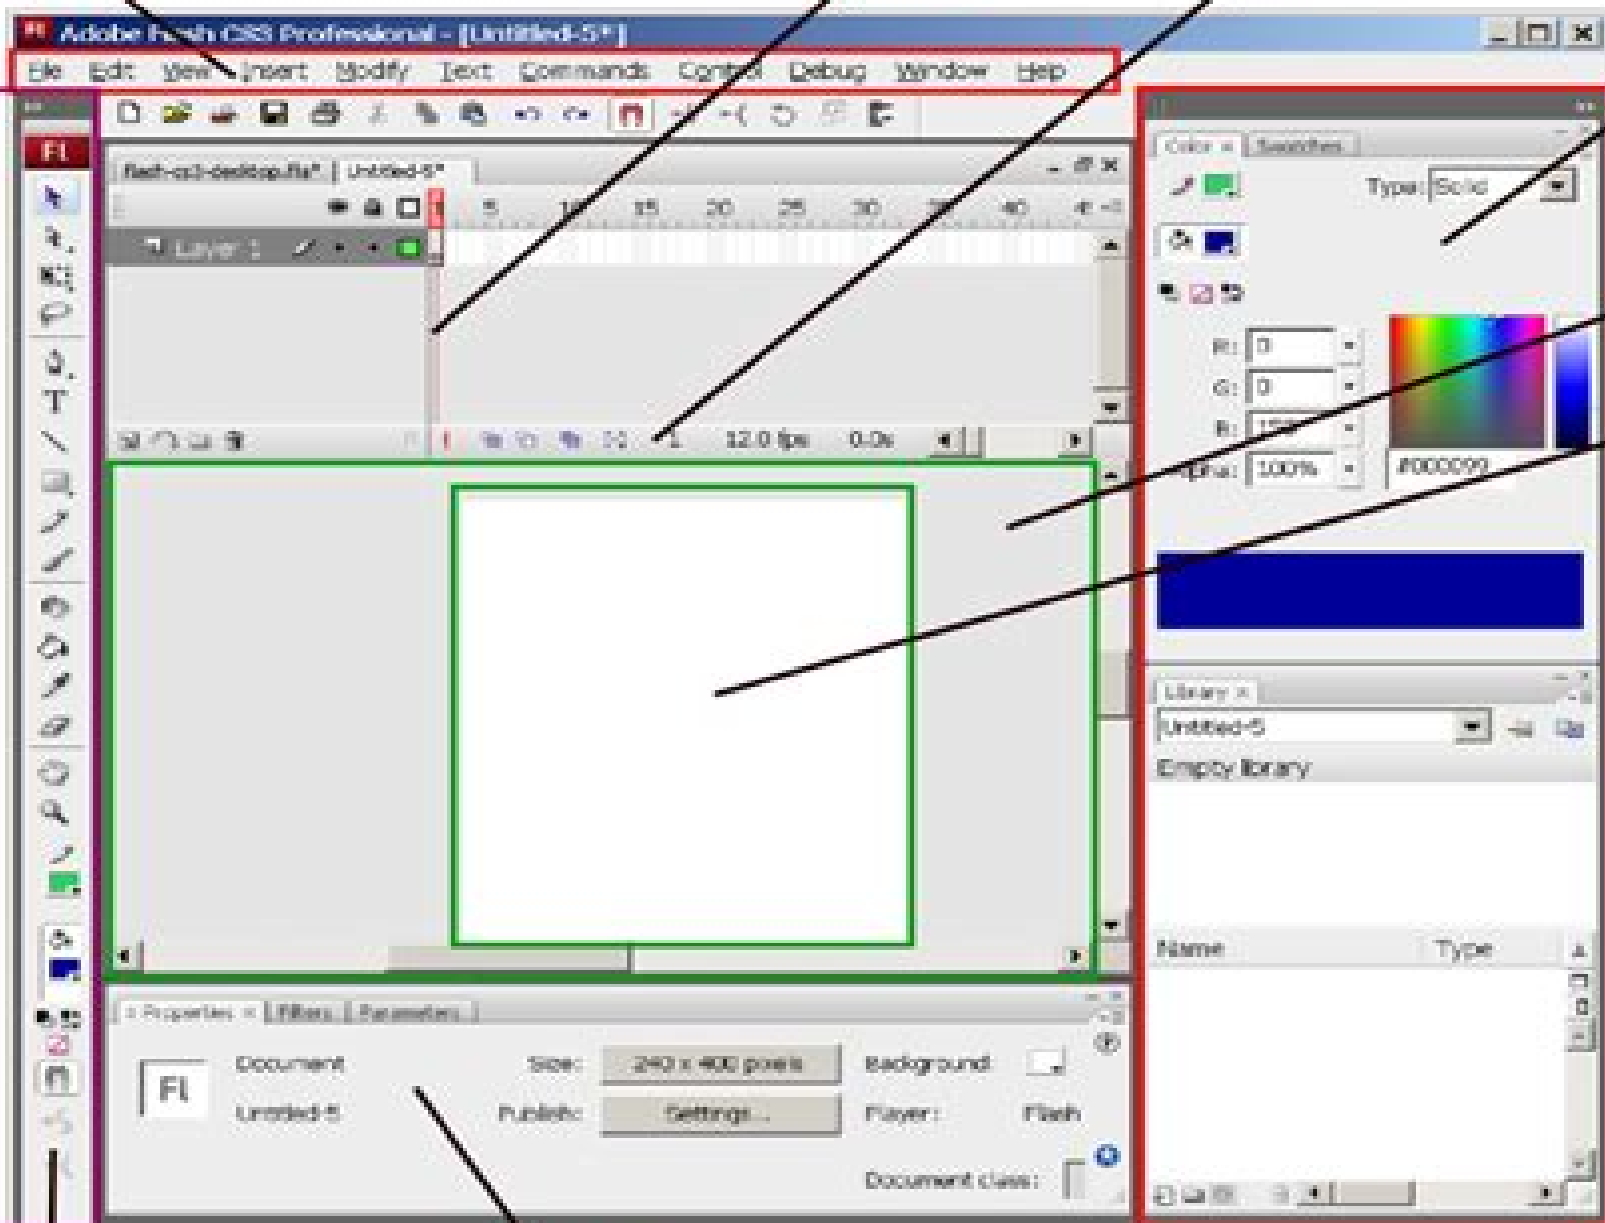 Fl Adobe Flash CS3 Professional - [Untitled-5*]
File Edit View Insert Modify Text Commands Control Debug Window Help
Fl
flash-cs3-desktop.fla* Untitled-5*
5 10 15 20 25 30 35 40
Layer 1
1 12.0 fps 0.0s
T
Color × Swatches
Type: Solid
R: 0
G: 0
B:
100%
#000099
Library ×
Untitled-5
Empty library
Name Type
Properties × Filters Parameters
Fl
Document Size: 240 x 400 pixels Background:
Untitled-5 Publish: Settings... Player: Flash
Document class: